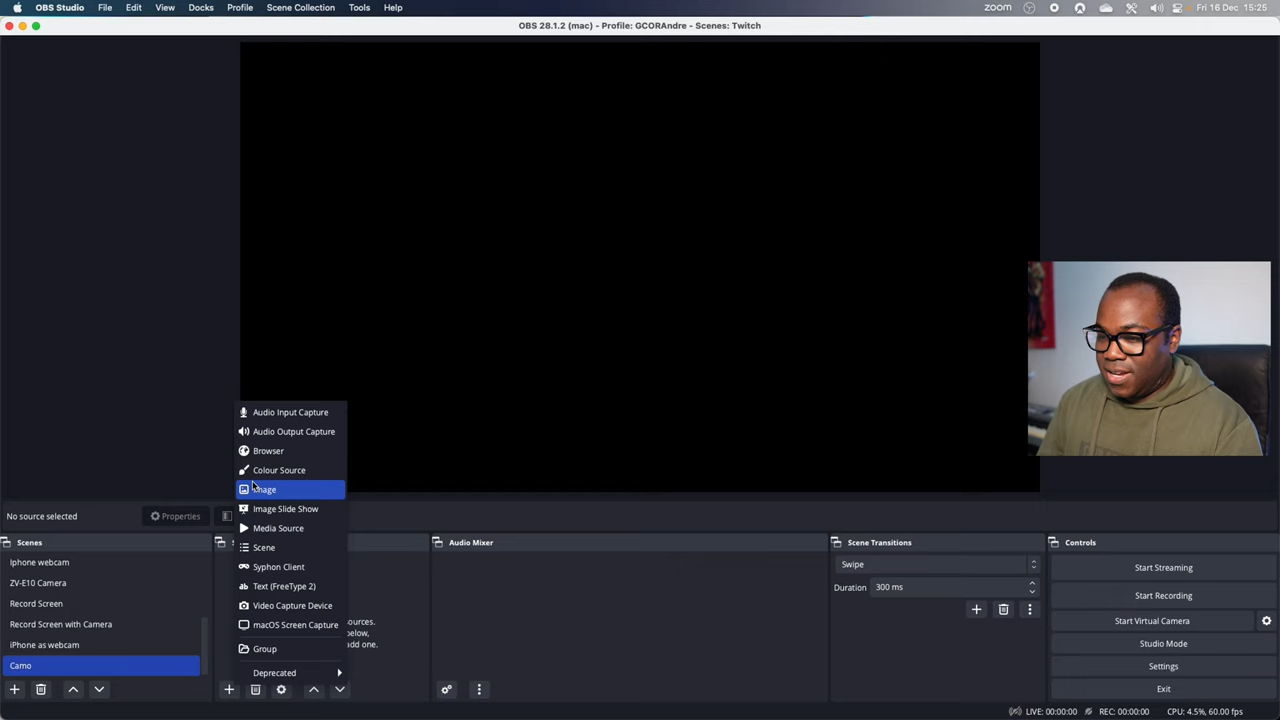 OBS Studio File Edit View Docks Profile Scene Collection Tools Help zoom Fri 16 Dec 15:25
OBS 28.1.2 (mac) - Profile: GCORAndre - Scenes: Twitch
Audio Input Capture
Audio Output Capture
Browser
Colour Source
Image
Image Slide Show
Media Source
Scene
Syphon Client
Text (FreeType 2)
Video Capture Device
macOS Screen Capture
Group
Deprecated
No source selected Properties
Scenes
Iphone webcam
ZV-E10 Camera
Record Screen
Record Screen with Camera
iPhone as webcam
Camo
S
urces.
below,
add one.
Audio Mixer
Scene Transitions
Swipe
Duration 300 ms
Controls
Start Streaming
Start Recording
Start Virtual Camera
Studio Mode
Settings
Exit
LIVE: 00:00:00 REC: 00:00:00 CPU: 4.5%, 60.00 fps